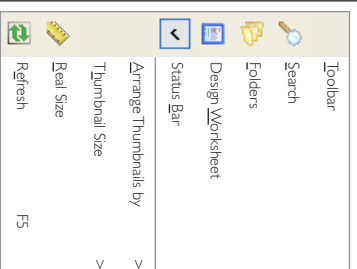 Toolbar
Search
Folders
Design Worksheet
Status Bar
Arrange Thumbnails by >
Thumbnail Size >
Real Size
Refresh F5